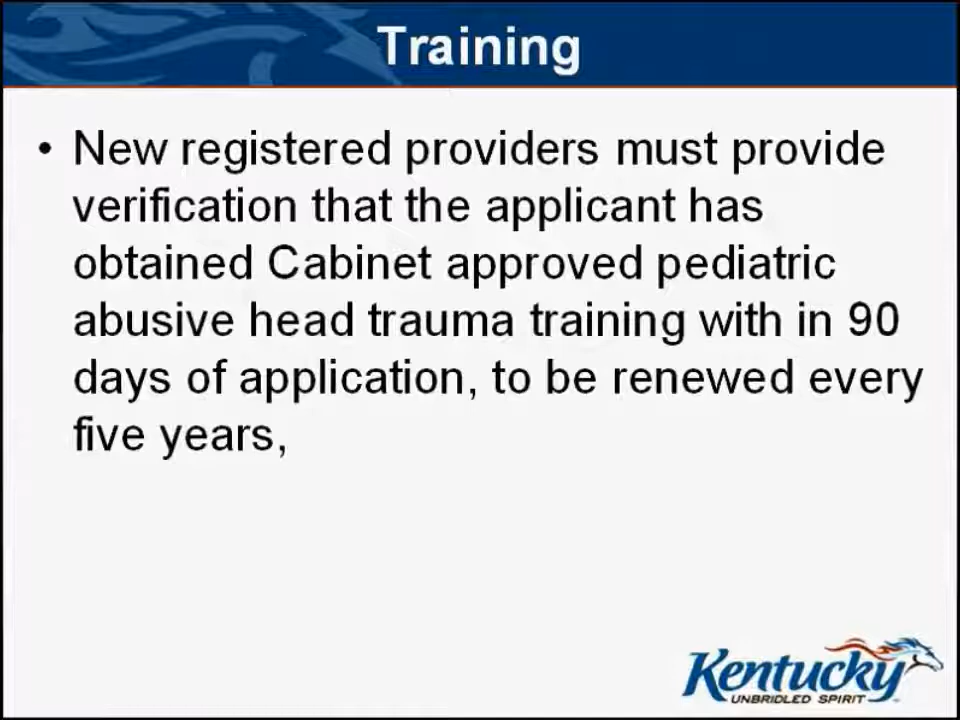 Training
• New registered providers must provide
verification that the applicant has
obtained Cabinet approved pediatric
abusive head trauma training with in 90
days of application, to be renewed every
five years,
Kentucky
UNBRIDLED SPIRIT